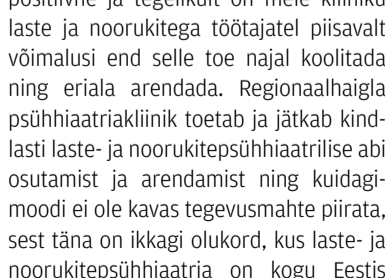 positiivne ja tegelikult on meie kliiniku
laste ja noorukitega töötajatel piisavalt
võimalusi end selle toe najal koolitada
ning eriala arendada. Regionaalhaigla
psühhiaatriakliinik toetab ja jätkab kind-
lasti laste- ja noorukitepsühhiaatrilise abi
osutamist ja arendamist ning kuidagi-
moodi ei ole kavas tegevusmahte piirata,
sest täna on ikkagi olukord, kus laste- ja
noorukitepsühhiaatria on kogu Eestis